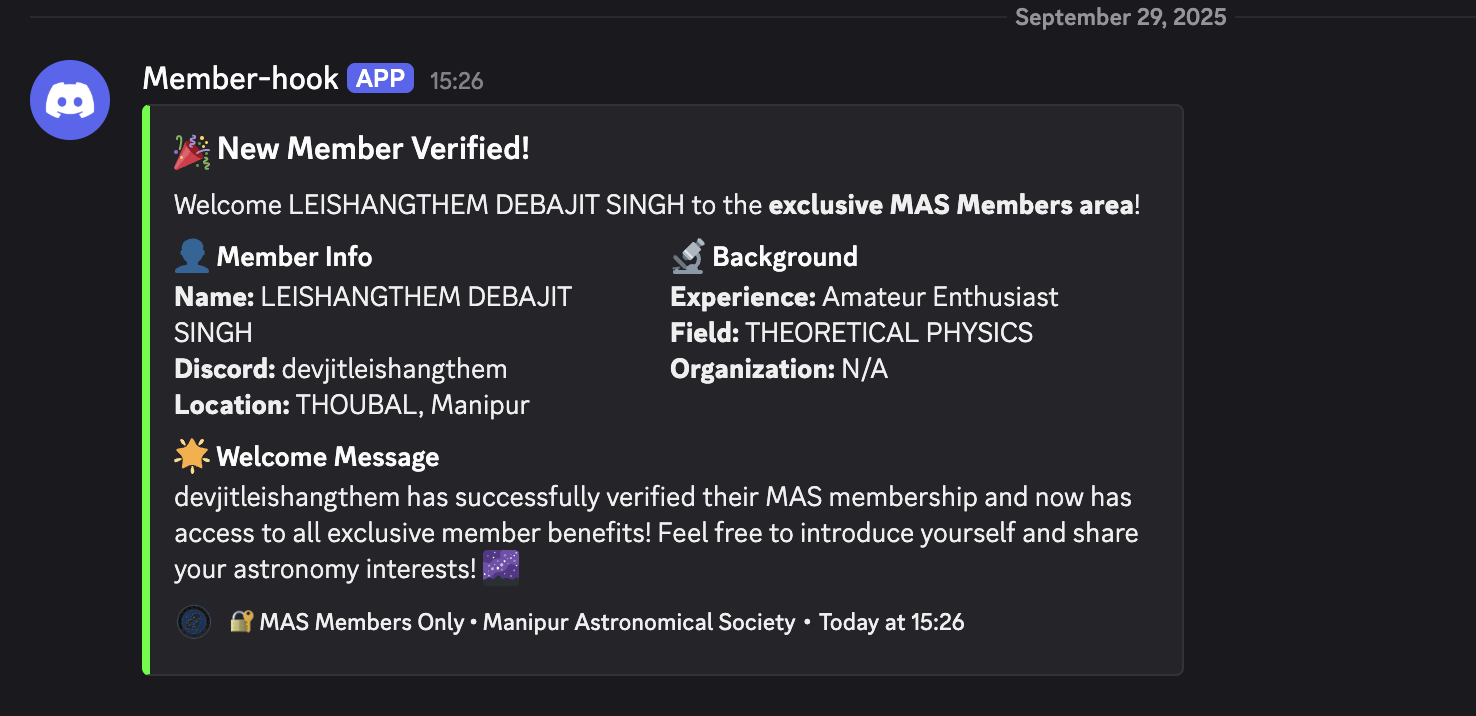 September 29, 2025
Member-hook APP 15:26
🎉 New Member Verified!
Welcome LEISHANGTHEM DEBAJIT SINGH to the exclusive MAS Members area!
👤 Member Info
Name: LEISHANGTHEM DEBAJIT
SINGH
Discord: devjitleishangthem
Location: THOUBAL, Manipur
🔬 Background
Experience: Amateur Enthusiast
Field: THEORETICAL PHYSICS
Organization: N/A
🌟 Welcome Message
devjitleishangthem has successfully verified their MAS membership and now has
access to all exclusive member benefits! Feel free to introduce yourself and share
your astronomy interests! 🌌
🔐 MAS Members Only • Manipur Astronomical Society • Today at 15:26